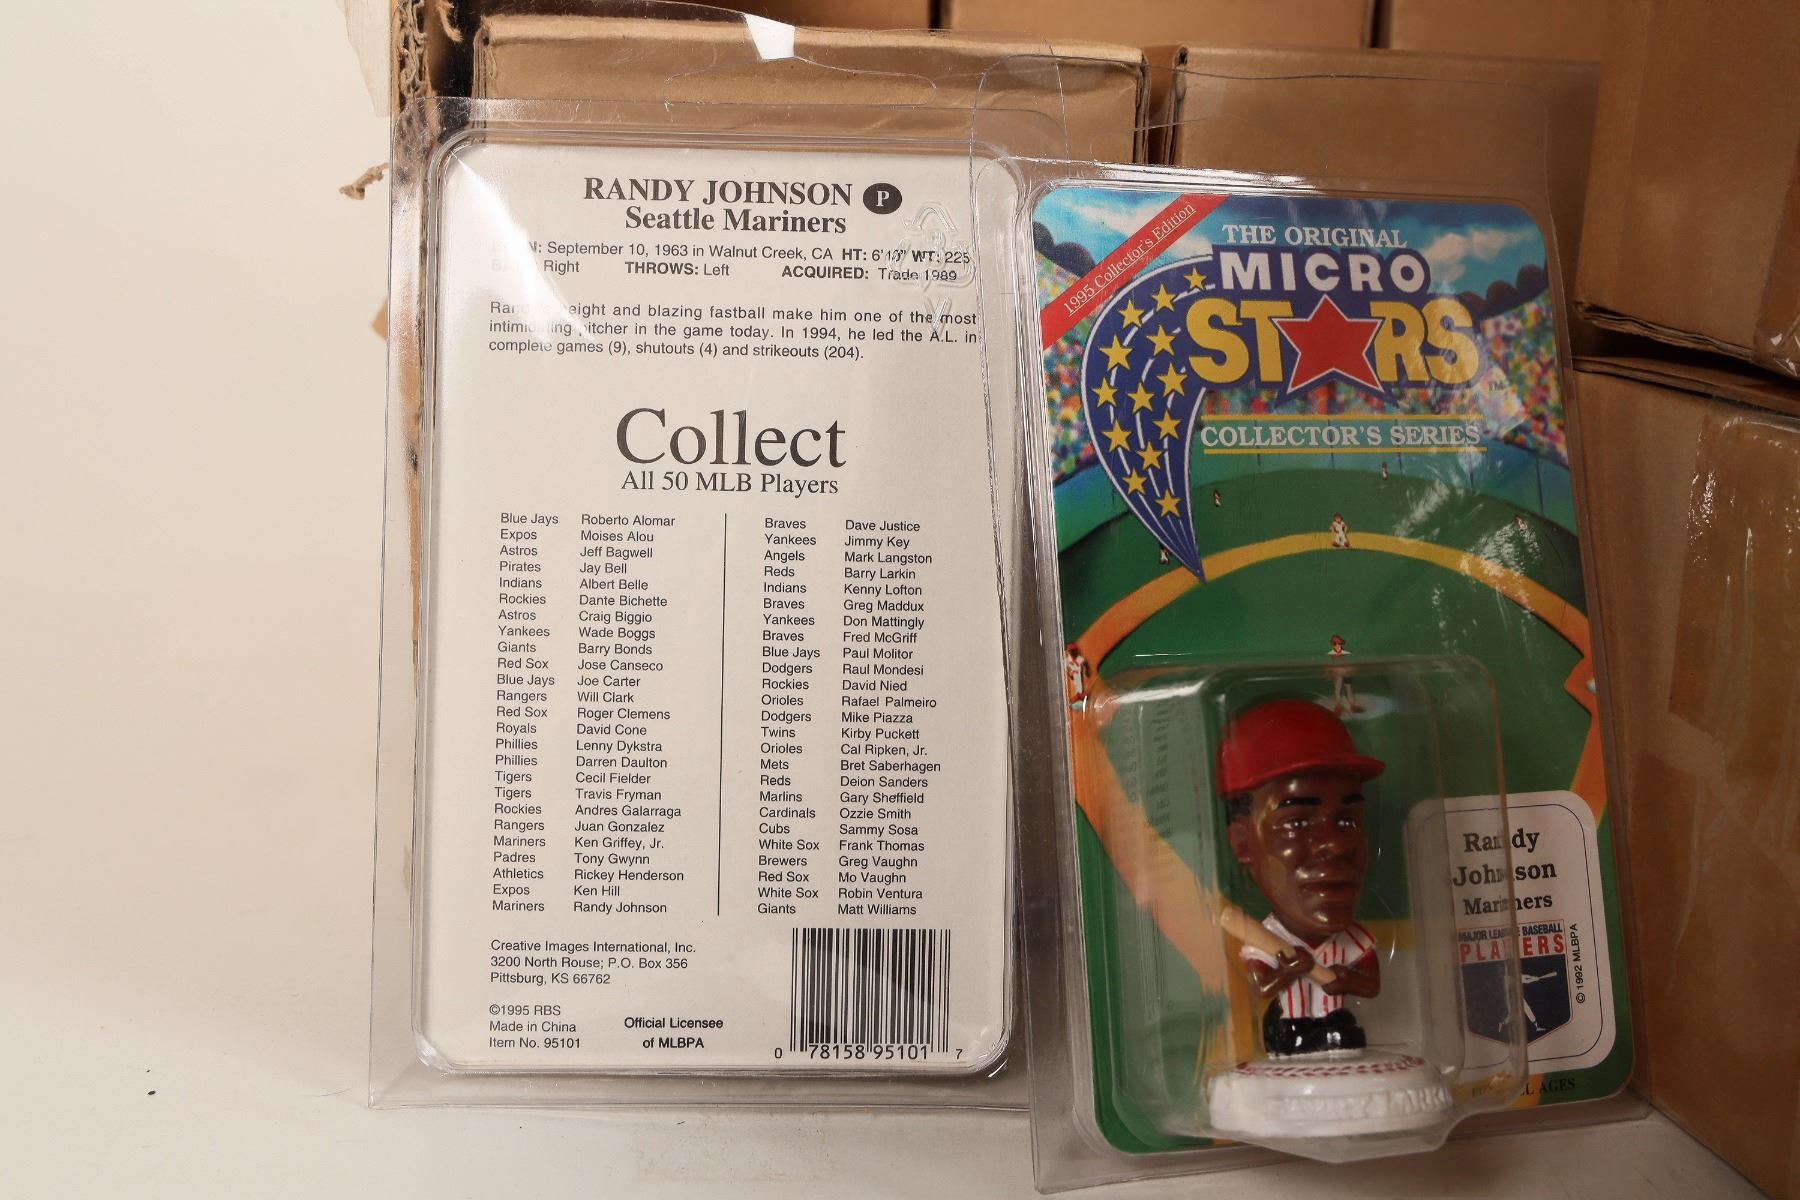 RANDY JOHNSON P
Seattle Mariners
September 10, 1963 in Walnut Creek, CA HT: 6'10" WT: 225
Right THROWS: Left ACQUIRED: Trade 1989
eight and blazing fastball make him one of the most
pitcher in the game today. In 1994, he led the A.L. in
complete games (9), shutouts (4) and strikeouts (204).
Collect
All 50 MLB Players
Blue Jays Roberto Alomar
Expos Moises Alou
Astros Jeff Bagwell
Pirates Jay Bell
Indians Albert Belle
Rockies Dante Bichette
Astros Craig Biggio
Yankees Wade Boggs
Giants Barry Bonds
Red Sox Jose Canseco
Blue Jays Joe Carter
Rangers Will Clark
Red Sox Roger Clemens
Royals David Cone
Phillies Lenny Dykstra
Phillies Darren Daulton
Tigers Cecil Fielder
Tigers Travis Fryman
Rockies Andres Galarraga
Rangers Juan Gonzalez
Mariners Ken Griffey, Jr.
Padres Tony Gwynn
Athletics Rickey Henderson
Expos Ken Hill
Mariners Randy Johnson
Braves Dave Justice
Yankees Jimmy Key
Angels Mark Langston
Reds Barry Larkin
Indians Kenny Lofton
Braves Greg Maddux
Yankees Don Mattingly
Braves Fred McGriff
Blue Jays Paul Molitor
Dodgers Raul Mondesi
Rockies David Nied
Orioles Rafael Palmeiro
Dodgers Mike Piazza
Twins Kirby Puckett
Orioles Cal Ripken, Jr.
Mets Bret Saberhagen
Reds Deion Sanders
Marlins Gary Sheffield
Cardinals Ozzie Smith
Cubs Sammy Sosa
White Sox Frank Thomas
Brewers Greg Vaughn
Red Sox Mo Vaughn
White Sox Robin Ventura
Giants Matt Williams
Creative Images International, Inc.
3200 North Rouse; P.O. Box 356
Pittsburg, KS 66762
©1995 RBS
Made in China
Item No. 95101
Official Licensee
of MLBPA
0 78158 95101 7
1995 Collector's Edition
THE ORIGINAL
MICRO
ST★RS TM
COLLECTOR'S SERIES
Randy
Johnson
Mariners
MAJOR LEAGUE BASEBALL
PLAYERS
© 1992 MLBPA
ALL AGES
BARRY LARKIN